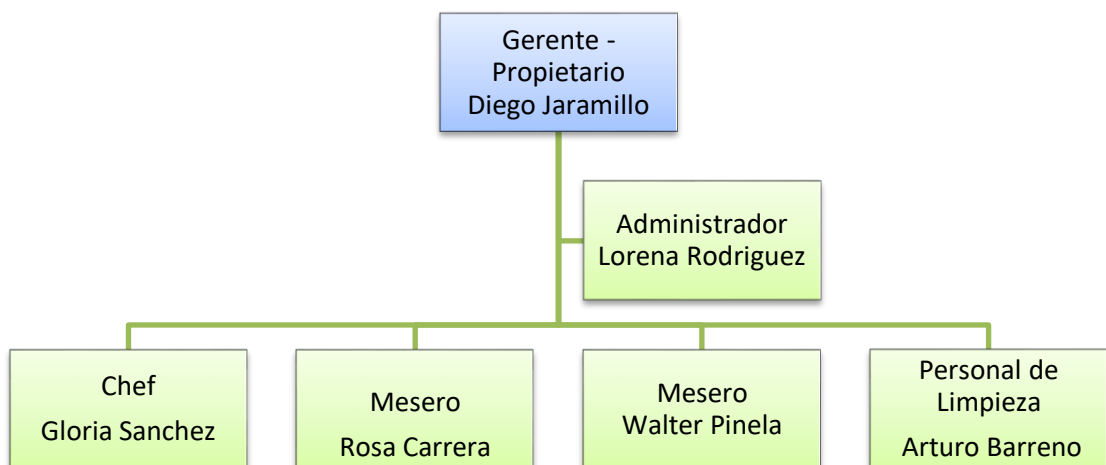 Gerente -
Propietario
Diego Jaramillo
Administrador
Lorena Rodriguez
Chef
Gloria Sanchez
Mesero
Rosa Carrera
Mesero
Walter Pinela
Personal de
Limpieza
Arturo Barreno